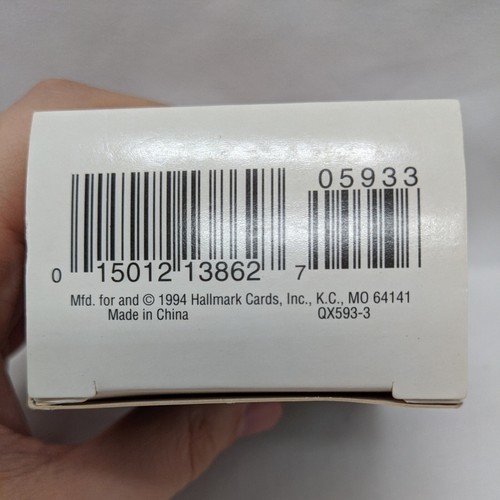 05933
0 15012 13862 7
Mfd. for and © 1994 Hallmark Cards, Inc., K.C., MO 64141
Made in China QX593-3